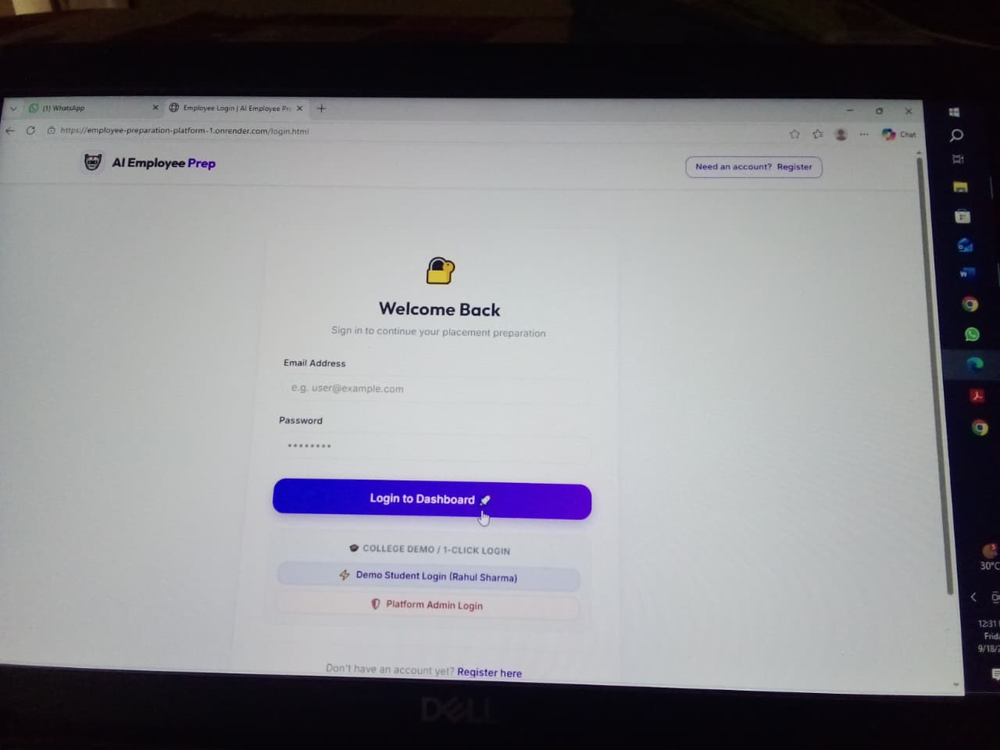 (1) WhatsApp
Employee Login | AI Employee Pr
https://employee-preparation-platform-1.onrender.com/login.html
Chat
AI Employee Prep
Need an account? Register
Welcome Back
Sign in to continue your placement preparation
Email Address
e.g. user@example.com
Password
Login to Dashboard
COLLEGE DEMO / 1-CLICK LOGIN
Demo Student Login (Rahul Sharma)
Platform Admin Login
Don't have an account yet? Register here
30°C
12:31
Frid
9/18/
DELL